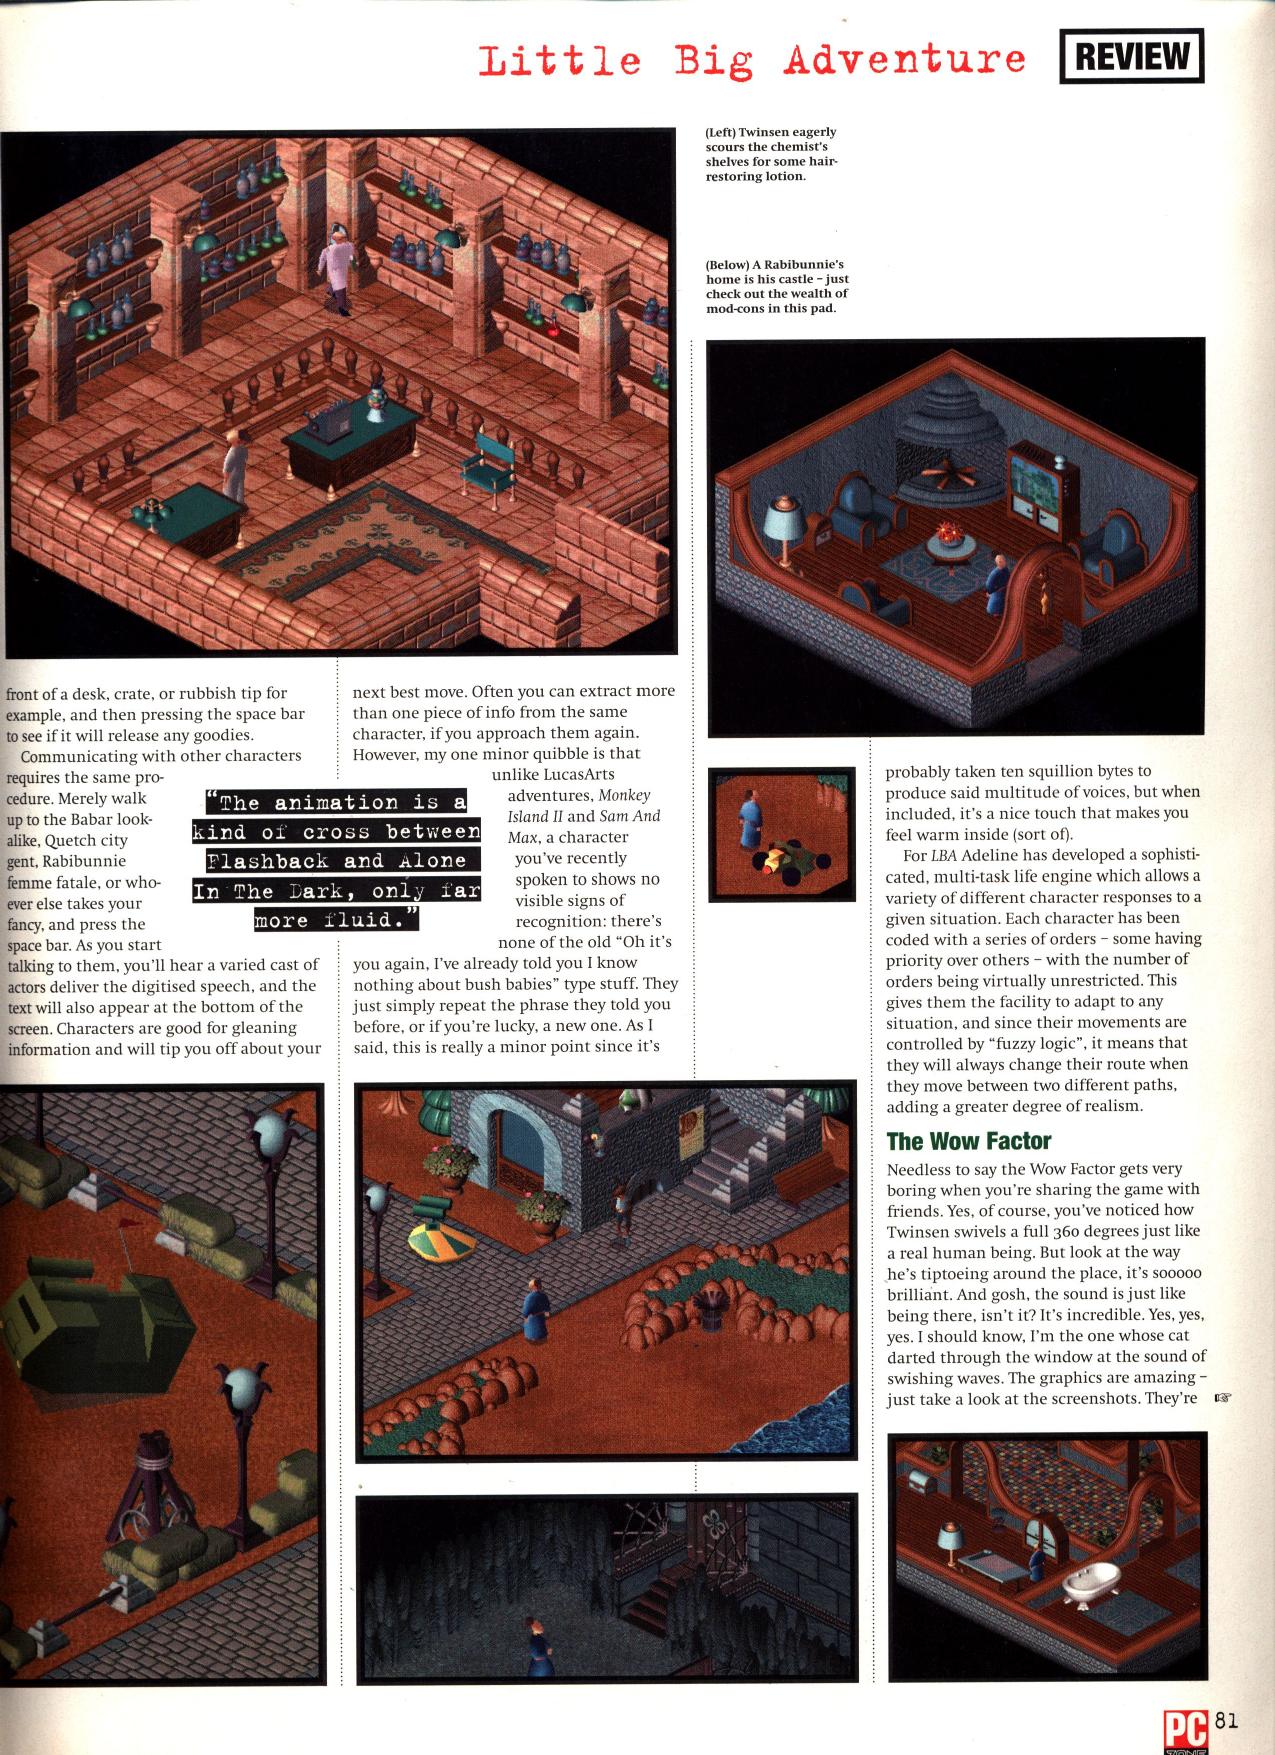 Little Big Adventure
REVIEW
(Left) Twinsen eagerly
scours the chemist's
shelves for some hair-
restoring lotion.
(Below) A Rabibunnie's
home is his castle – just
check out the wealth of
mod-cons in this pad.
front of a desk, crate, or rubbish tip for
example, and then pressing the space bar
to see if it will release any goodies.
Communicating with other characters
requires the same pro-
cedure. Merely walk
up to the Babar look-
alike, Quetch city
gent, Rabibunnie
femme fatale, or who-
ever else takes your
fancy, and press the
space bar. As you start
talking to them, you'll hear a varied cast of
actors deliver the digitised speech, and the
text will also appear at the bottom of the
screen. Characters are good for gleaning
information and will tip you off about your
"The animation is a
kind of cross between
Flashback and Alone
In The Dark, only far
more fluid."
next best move. Often you can extract more
than one piece of info from the same
character, if you approach them again.
However, my one minor quibble is that
unlike LucasArts
adventures, Monkey
Island II and Sam And
Max, a character
you've recently
spoken to shows no
visible signs of
recognition: there's
none of the old "Oh it's
you again, I've already told you I know
nothing about bush babies" type stuff. They
just simply repeat the phrase they told you
before, or if you're lucky, a new one. As I
said, this is really a minor point since it's
probably taken ten squillion bytes to
produce said multitude of voices, but when
included, it's a nice touch that makes you
feel warm inside (sort of).
For LBA Adeline has developed a sophisti-
cated, multi-task life engine which allows a
variety of different character responses to a
given situation. Each character has been
coded with a series of orders – some having
priority over others – with the number of
orders being virtually unrestricted. This
gives them the facility to adapt to any
situation, and since their movements are
controlled by "fuzzy logic", it means that
they will always change their route when
they move between two different paths,
adding a greater degree of realism.
The Wow Factor
Needless to say the Wow Factor gets very
boring when you're sharing the game with
friends. Yes, of course, you've noticed how
Twinsen swivels a full 360 degrees just like
a real human being. But look at the way
he's tiptoeing around the place, it's sooooo
brilliant. And gosh, the sound is just like
being there, isn't it? It's incredible. Yes, yes,
yes. I should know, I'm the one whose cat
darted through the window at the sound of
swishing waves. The graphics are amazing –
just take a look at the screenshots. They're ☞
PC
ZONE
81